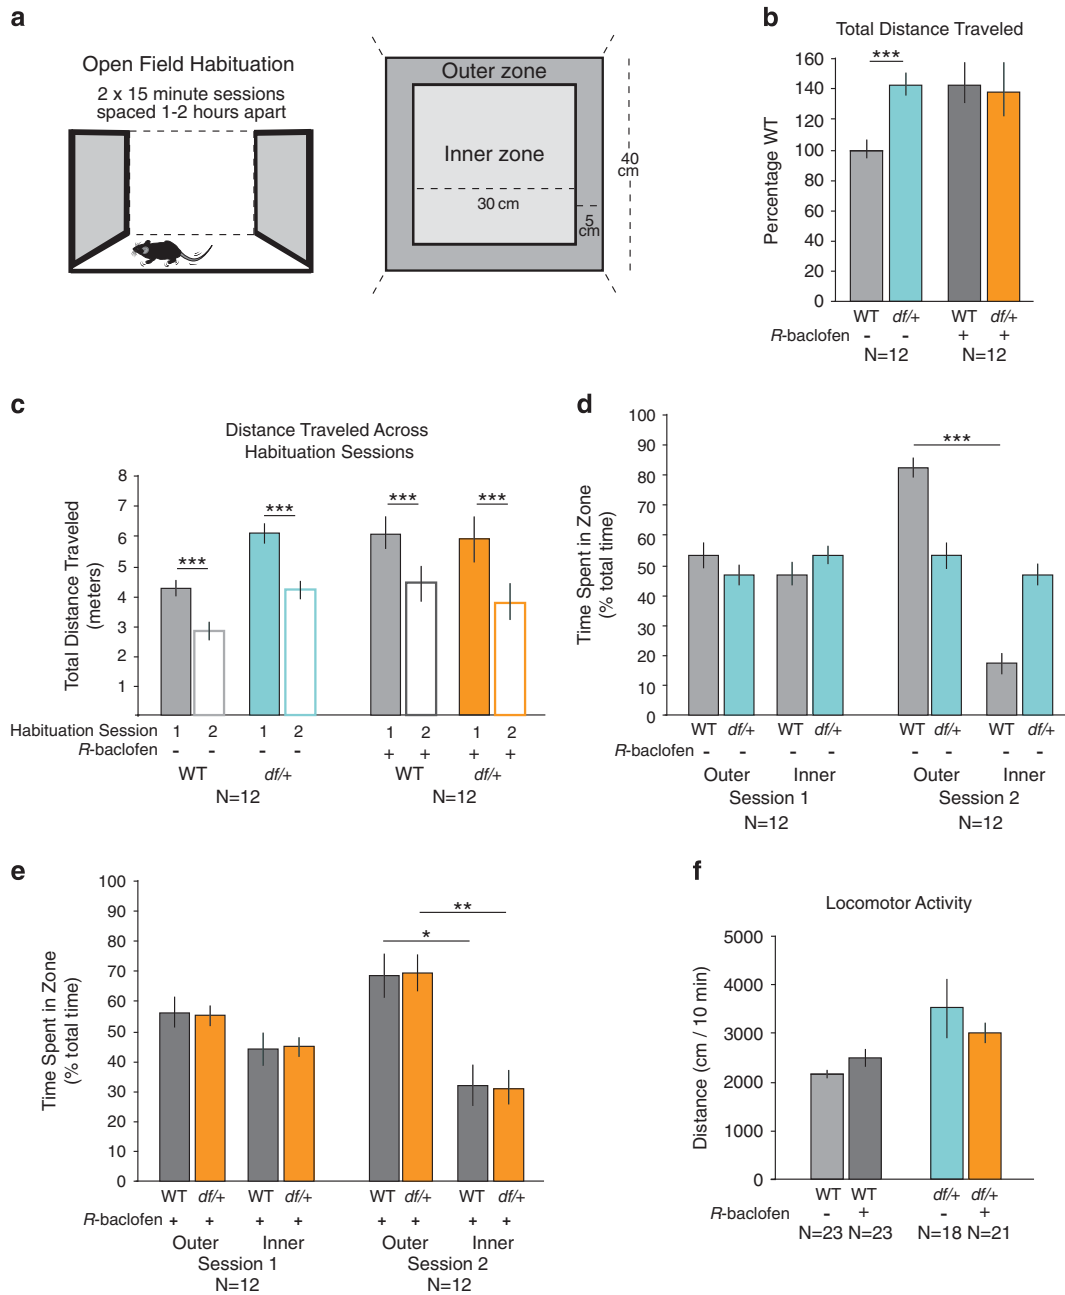 a
Open Field Habituation
2 x 15 minute sessions
spaced 1-2 hours apart
Outer zone
Inner zone
30 cm
5
cm
40
cm
b
Total Distance Traveled
Percentage WT
160
140
120
100
80
60
40
20
0
***
WT df/+ WT df/+
R-baclofen - - + +
N=12 N=12
c
Distance Traveled Across
Habituation Sessions
Total Distance Traveled
(meters)
8
7
6
5
4
3
2
1
*** *** *** ***
Habituation Session 1 2 1 2 1 2 1 2
R-baclofen - - - - + + + +
WT df/+ WT df/+
N=12 N=12
d
Time Spent in Zone
(% total time)
100
90
80
70
60
50
40
30
20
10
0
***
WT df/+ WT df/+ WT df/+ WT df/+
R-baclofen - - - - - - - -
Outer Inner Outer Inner
Session 1 Session 2
N=12 N=12
e
Time Spent in Zone
(% total time)
100
90
80
70
60
50
40
30
20
10
0
**
*
WT df/+ WT df/+ WT df/+ WT df/+
R-baclofen + + + + + + + +
Outer Inner Outer Inner
Session 1 Session 2
N=12 N=12
f
Locomotor Activity
Distance (cm / 10 min)
5000
4000
3000
2000
1000
0
WT WT df/+ df/+
R-baclofen - + - +
N=23 N=23 N=18 N=21